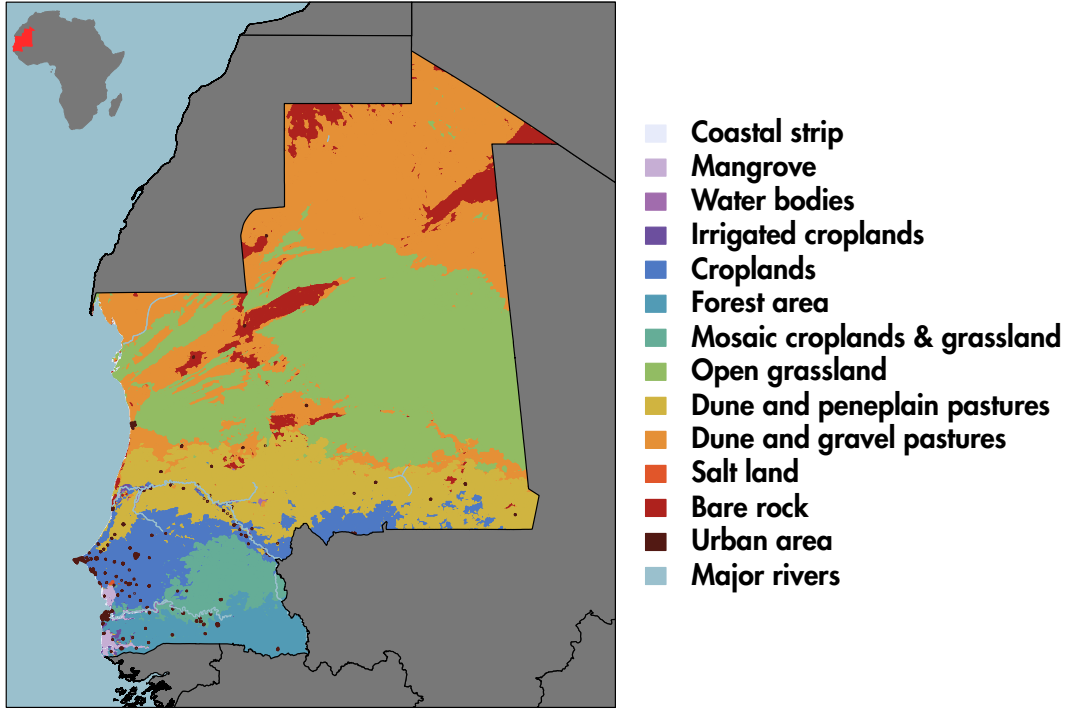 Coastal strip
Mangrove
Water bodies
Irrigated croplands
Croplands
Forest area
Mosaic croplands & grassland
Open grassland
Dune and peneplain pastures
Dune and gravel pastures
Salt land
Bare rock
Urban area
Major rivers